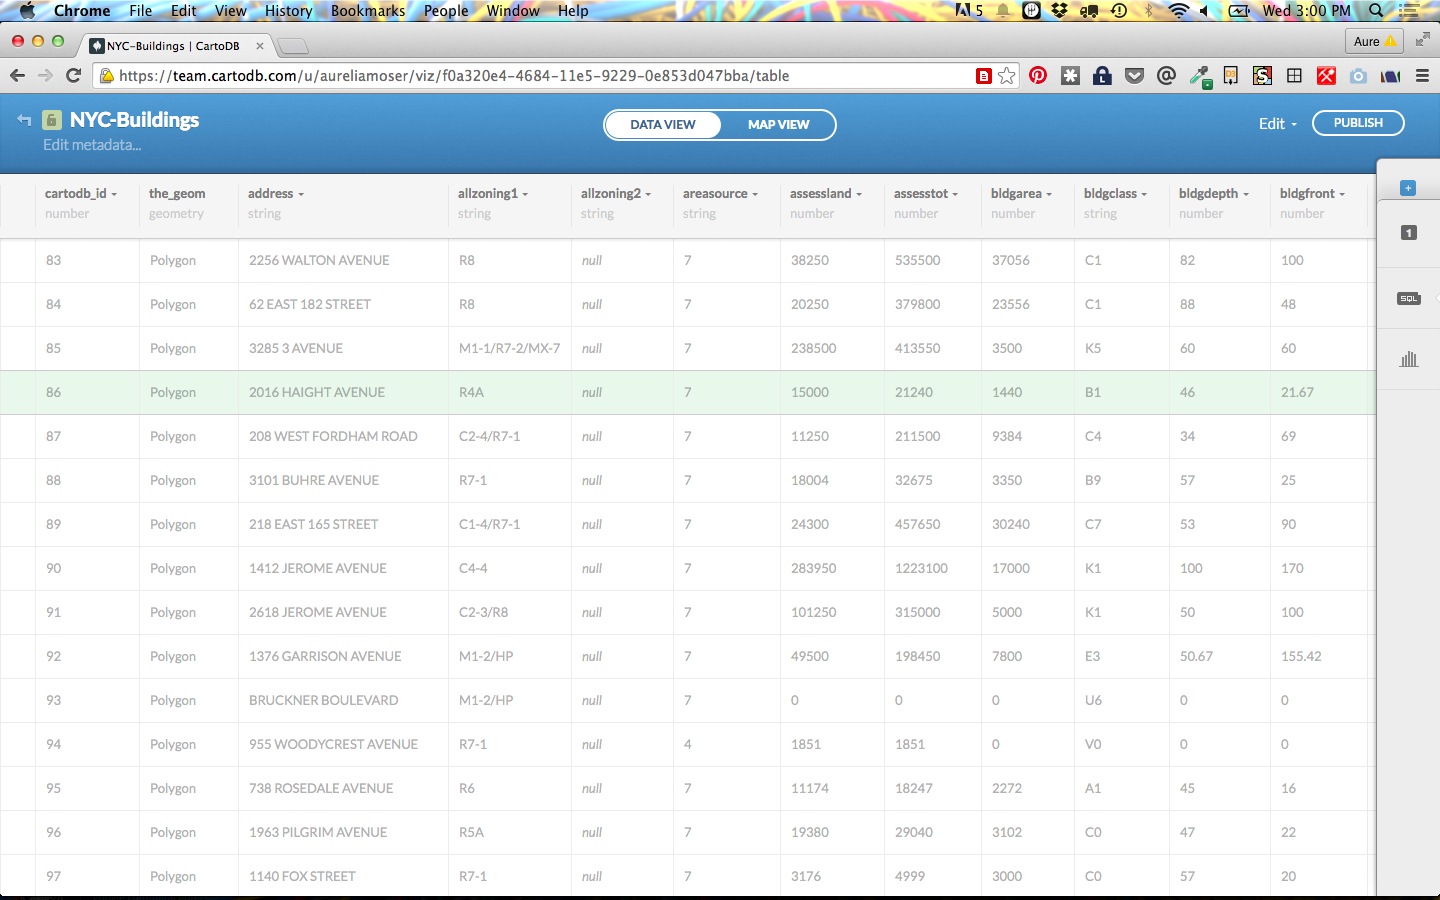 Chrome File Edit View History Bookmarks People Window Help 5 Wed 3:00 PM
NYC-Buildings | CartoDB Aure
https://team.cartodb.com/u/aureliamoser/viz/f0a320e4-4684-11e5-9229-0e853d047bba/table
NYC-Buildings DATA VIEW MAP VIEW Edit PUBLISH
Edit metadata...
cartodb_id the_geom address allzoning1 allzoning2 areasource assessland assesstot bldgarea bldgclass bldgdepth bldgfront
number geometry string string string string number number number string number number
1
83 Polygon 2256 WALTON AVENUE R8 null 7 38250 535500 37056 C1 82 100
SQL
84 Polygon 62 EAST 182 STREET R8 null 7 20250 379800 23556 C1 88 48
85 Polygon 3285 3 AVENUE M1-1/R7-2/MX-7 null 7 238500 413550 3500 K5 60 60
86 Polygon 2016 HAIGHT AVENUE R4A null 7 15000 21240 1440 B1 46 21.67
87 Polygon 208 WEST FORDHAM ROAD C2-4/R7-1 null 7 11250 211500 9384 C4 34 69
88 Polygon 3101 BUHRE AVENUE R7-1 null 7 18004 32675 3350 B9 57 25
89 Polygon 218 EAST 165 STREET C1-4/R7-1 null 7 24300 457650 30240 C7 53 90
90 Polygon 1412 JEROME AVENUE C4-4 null 7 283950 1223100 17000 K1 100 170
91 Polygon 2618 JEROME AVENUE C2-3/R8 null 7 101250 315000 5000 K1 50 100
92 Polygon 1376 GARRISON AVENUE M1-2/HP null 7 49500 198450 7800 E3 50.67 155.42
93 Polygon BRUCKNER BOULEVARD M1-2/HP null 7 0 0 0 U6 0 0
94 Polygon 955 WOODYCREST AVENUE R7-1 null 4 1851 1851 0 V0 0 0
95 Polygon 738 ROSEDALE AVENUE R6 null 7 11174 18247 2272 A1 45 16
96 Polygon 1963 PILGRIM AVENUE R5A null 7 19380 29040 3102 C0 47 22
97 Polygon 1140 FOX STREET R7-1 null 7 3176 4999 3000 C0 57 20